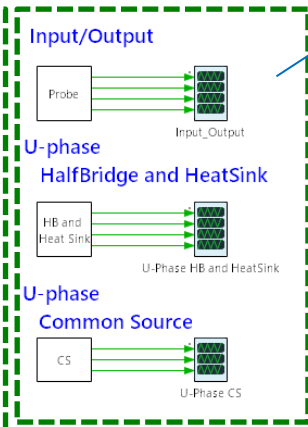 Input/Output
Probe
Input_Output
U-phase
HalfBridge and HeatSink
HB and
Heat Sink
U-Phase HB and HeatSink
U-phase
Common Source
CS
U-Phase CS